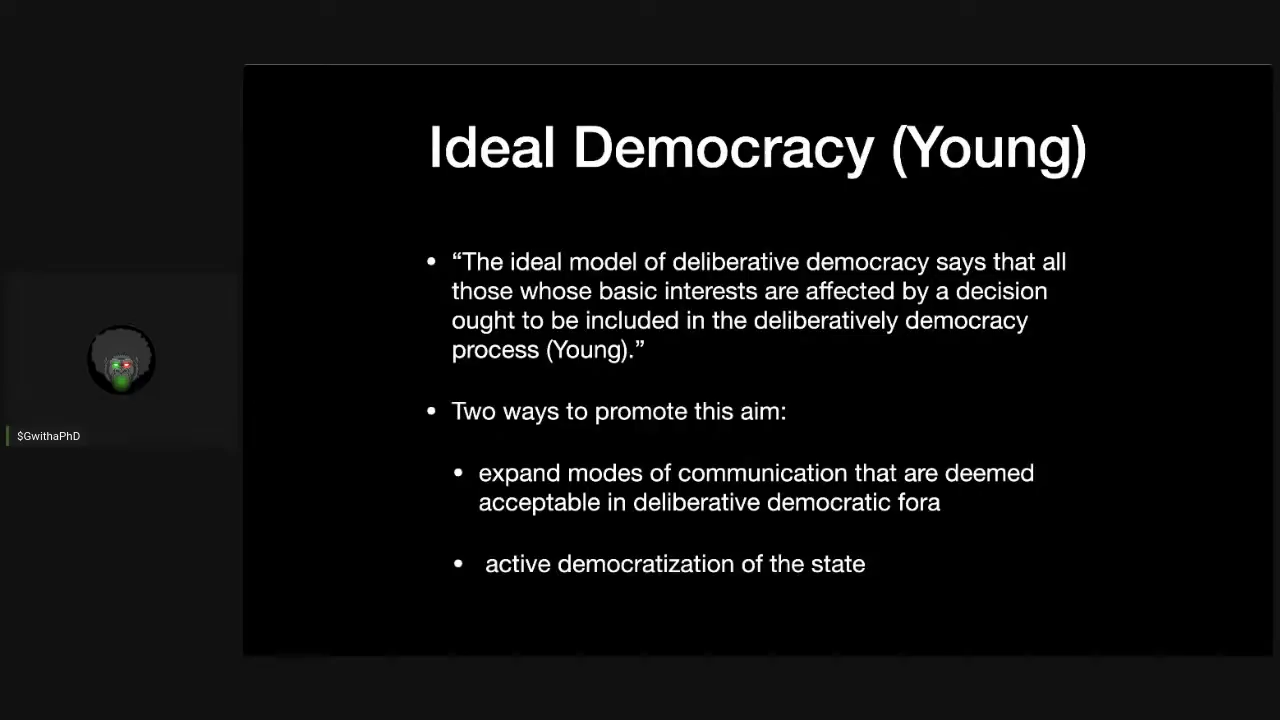 Ideal Democracy (Young)
• “The ideal model of deliberative democracy says that all
those whose basic interests are affected by a decision
ought to be included in the deliberatively democracy
process (Young).”
• Two ways to promote this aim:
• expand modes of communication that are deemed
acceptable in deliberative democratic fora
• active democratization of the state
$GwithaPhD